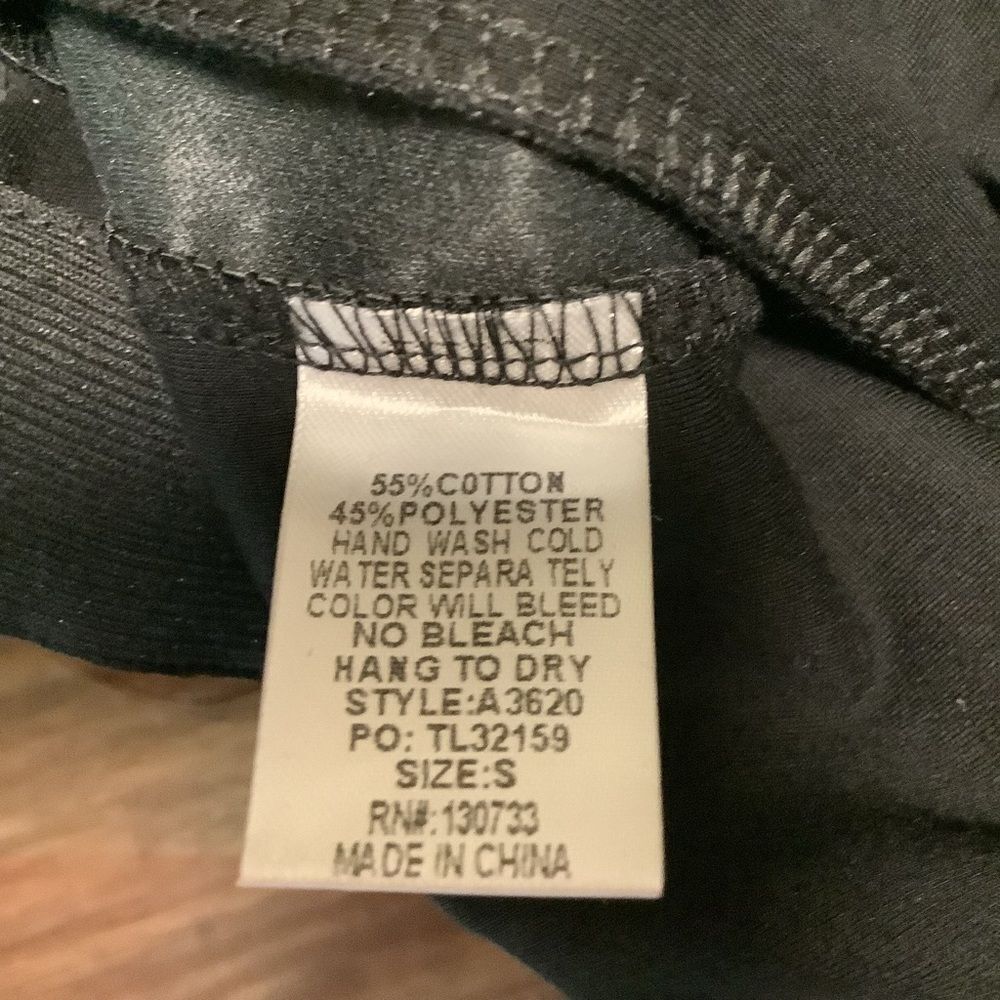 55%COTTON
45%POLYESTER
HAND WASH COLD
WATER SEPARA TELY
COLOR WILL BLEED
NO BLEACH
HANG TO DRY
STYLE:A3620
PO: TL32159
SIZE:S
RN#:130733
MADE IN CHINA